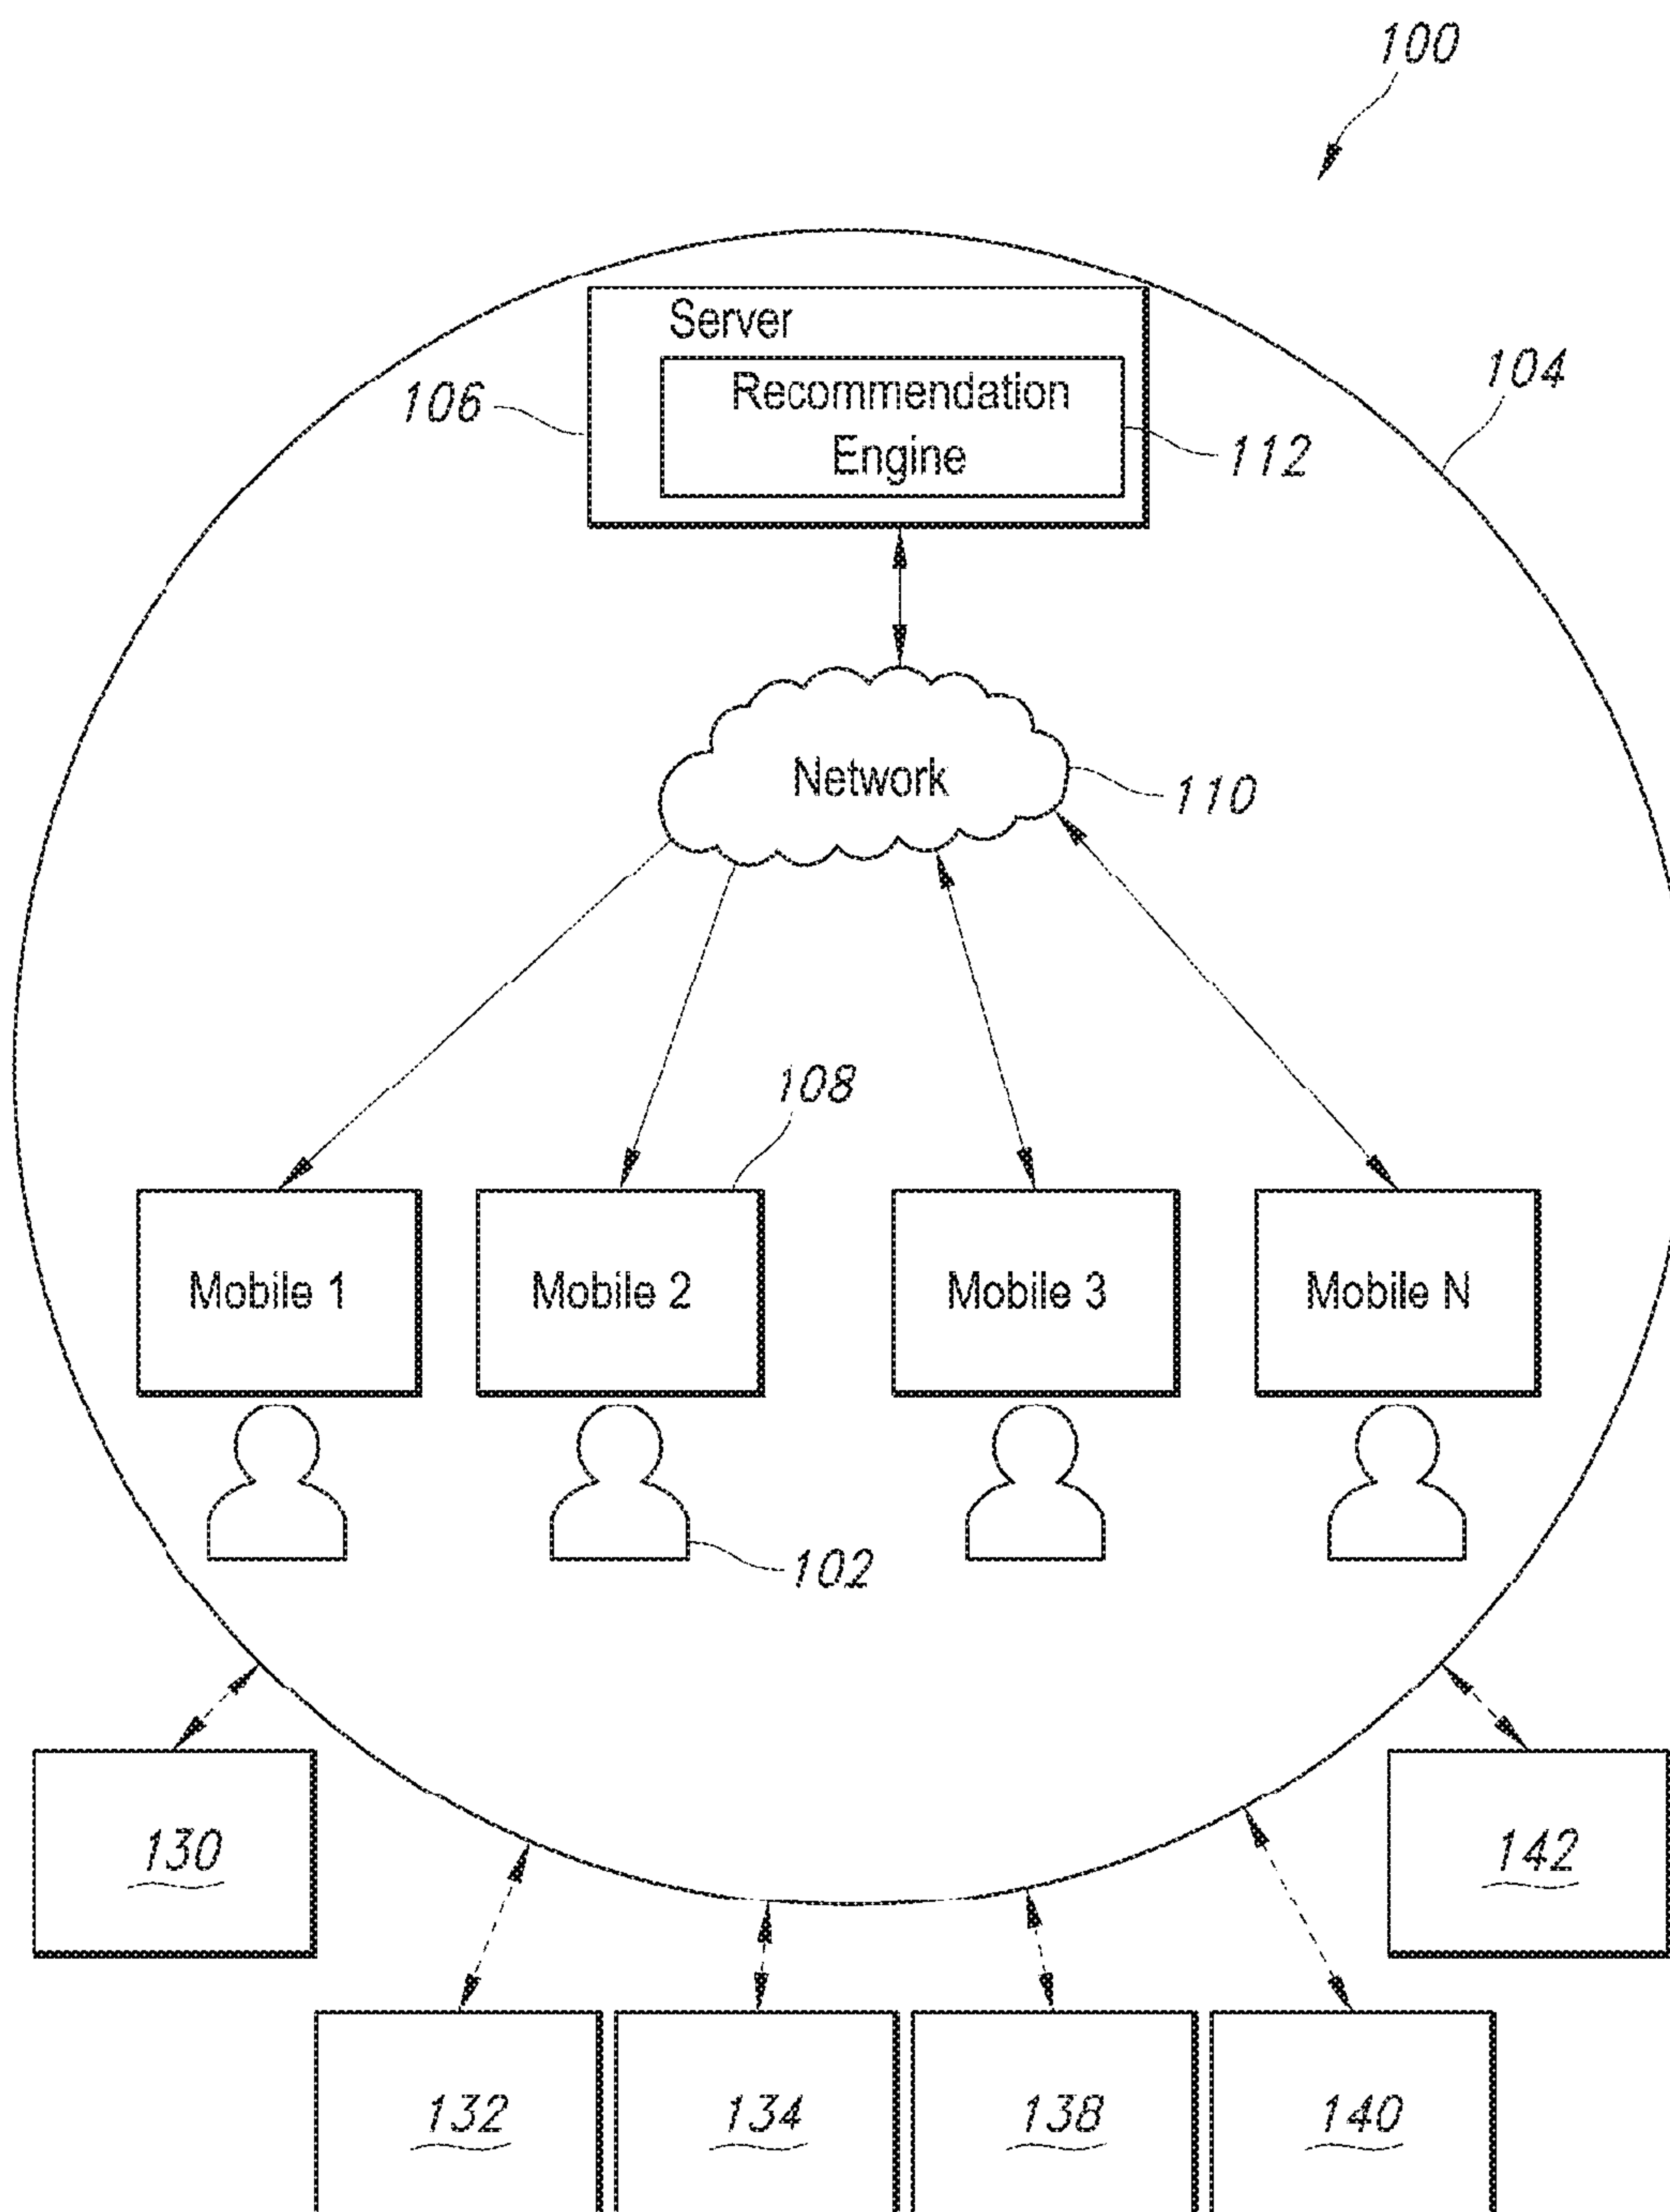 100
Server
104
Recommendation
106
Engine
112
Network
110
108
Mobile 1
Mobile 2
Mobile 3
Mobile N
102
130
142
132
134
138
140